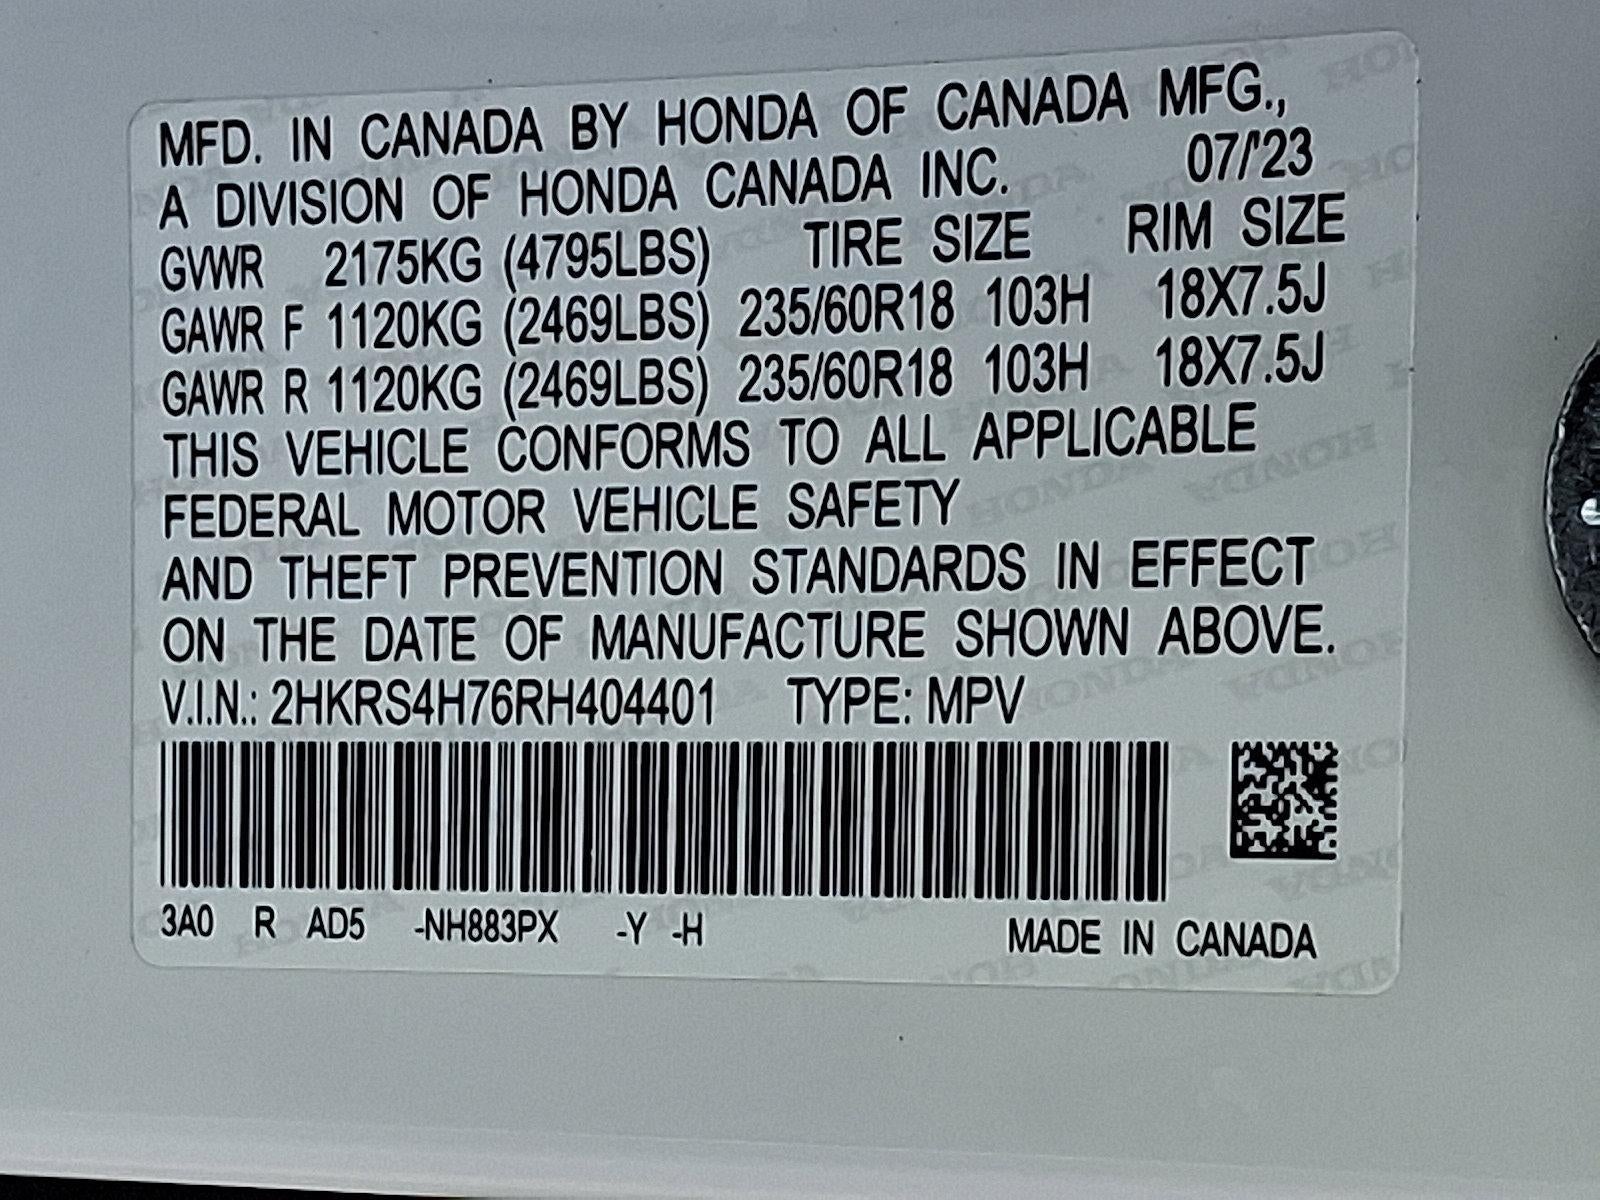 MFD. IN CANADA BY HONDA OF CANADA MFG.,
A DIVISION OF HONDA CANADA INC. 07/'23
GVWR 2175KG (4795LBS) TIRE SIZE RIM SIZE
GAWR F 1120KG (2469LBS) 235/60R18 103H 18X7.5J
GAWR R 1120KG (2469LBS) 235/60R18 103H 18X7.5J
THIS VEHICLE CONFORMS TO ALL APPLICABLE
FEDERAL MOTOR VEHICLE SAFETY
AND THEFT PREVENTION STANDARDS IN EFFECT
ON THE DATE OF MANUFACTURE SHOWN ABOVE.
V.I.N.: 2HKRS4H76RH404401 TYPE: MPV
3A0 R AD5 -NH883PX -Y -H MADE IN CANADA